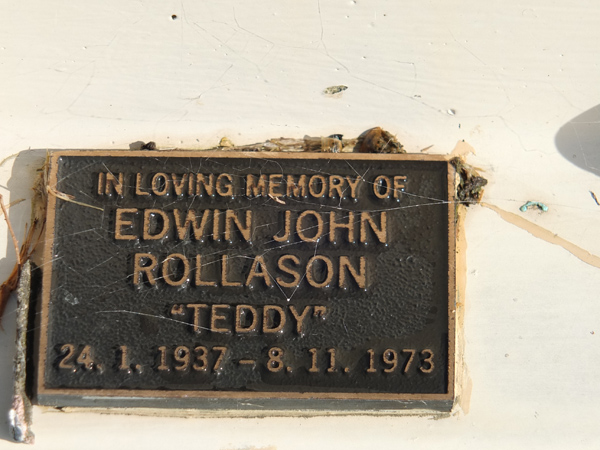 IN LOVING MEMORY OF
EDWIN JOHN
ROLLASON
"TEDDY"
24. 1. 1937 – 8. 11. 1973